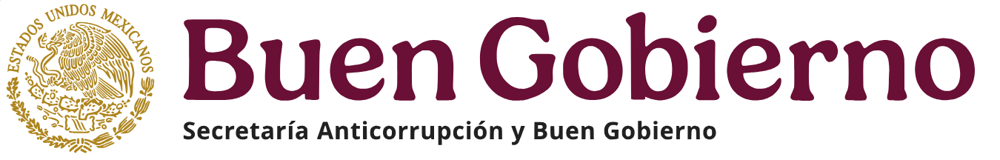 ESTADOS UNIDOS MEXICANOS
Buen Gobierno
Secretaría Anticorrupción y Buen Gobierno